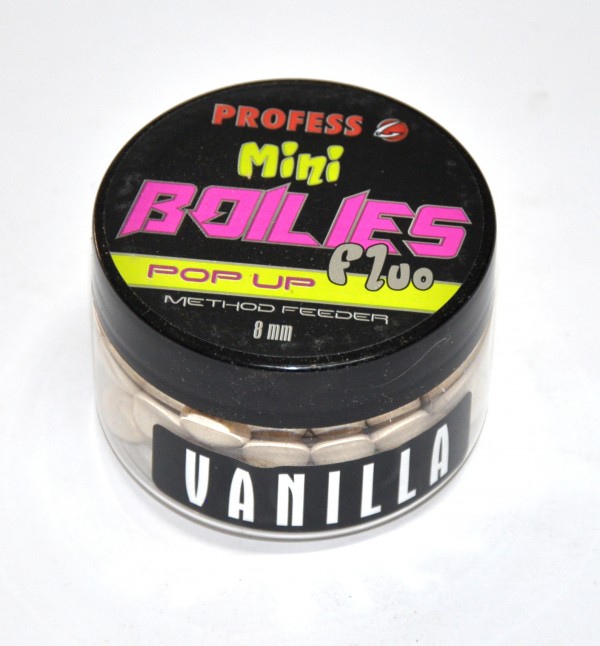 PROFESS
Mini
BOILIES
fluo
POP UP
METHOD FEEDER
8 mm
VANILLA